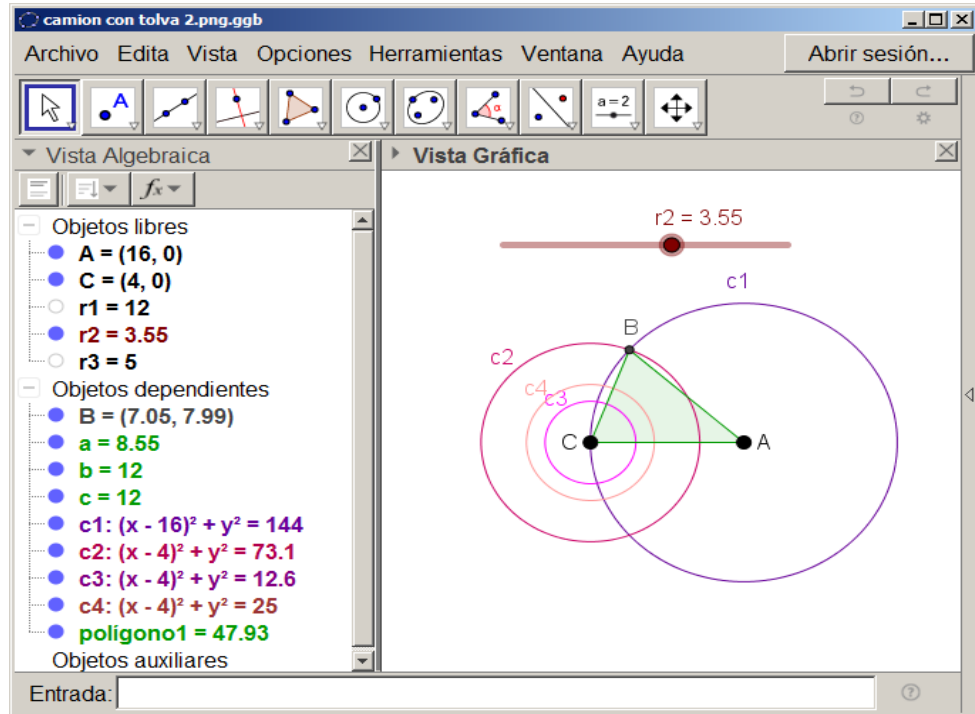 camion con tolva 2.png.ggb
Archivo Edita Vista Opciones Herramientas Ventana Ayuda Abrir sesión...
A α a = 2
Vista Algebraica
Vista Gráfica
fx
Objetos libres
A = (16, 0)
C = (4, 0)
r1 = 12
r2 = 3.55
r3 = 5
Objetos dependientes
B = (7.05, 7.99)
a = 8.55
b = 12
c = 12
c1: (x - 16)² + y² = 144
c2: (x - 4)² + y² = 73.1
c3: (x - 4)² + y² = 12.6
c4: (x - 4)² + y² = 25
polígono1 = 47.93
Objetos auxiliares
r2 = 3.55
c1
B
c2
c4
c3
C A
Entrada: